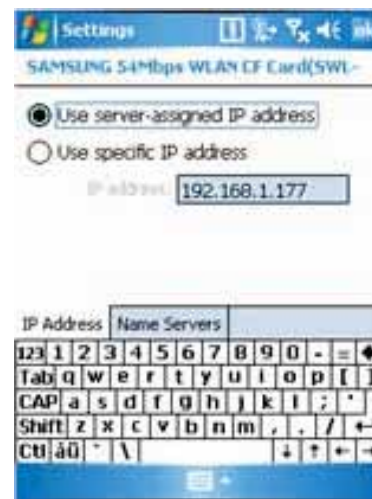 Settings
SAMSUNG 54Mbps WLAN CF Card(SWL-
Use server-assigned IP address
Use specific IP address
IP address: 192.168.1.177
IP Address Name Servers
123 1 2 3 4 5 6 7 8 9 0 - =
Tab q w e r t y u i o p [ ]
CAP a s d f g h j k l ; '
Shift z x c v b n m , . /
Ctl áü ` \